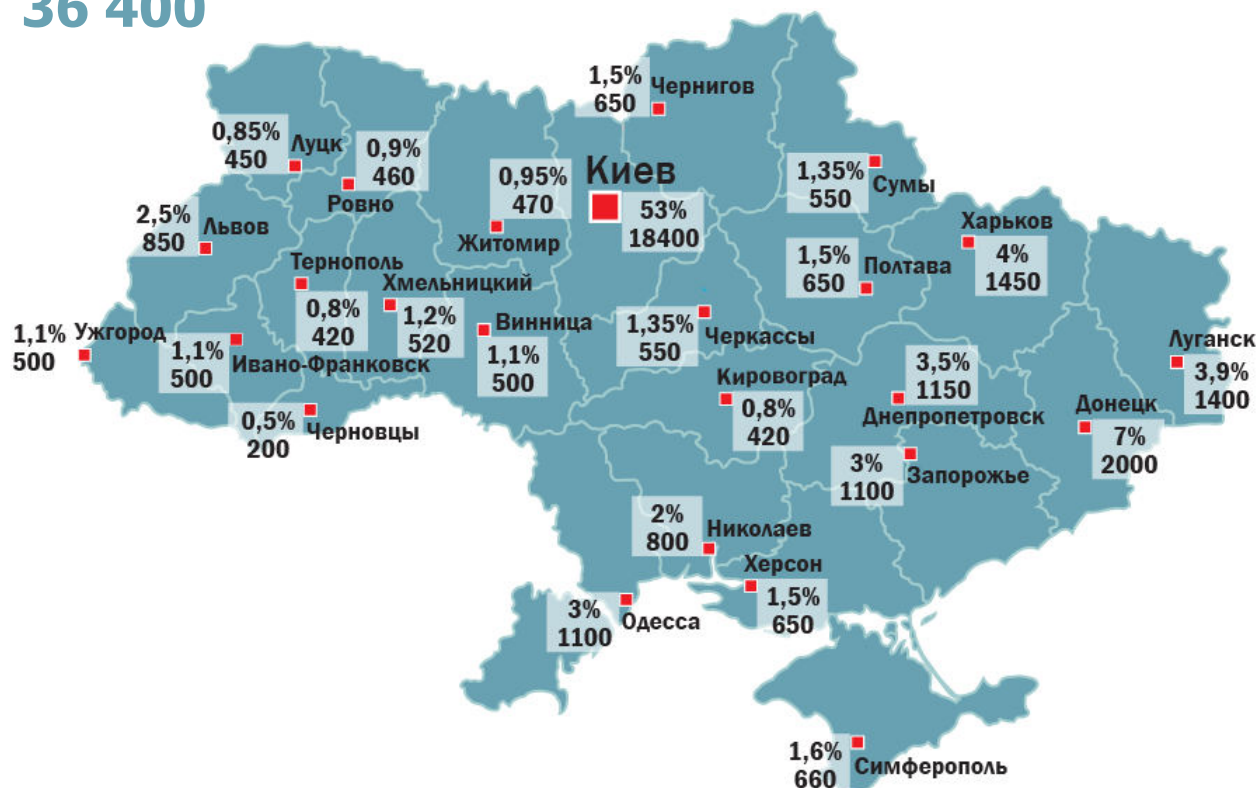 36 400
1,5%
650
Чернигов
0,85%
450
Луцк
0,9%
460
Ровно
0,95%
470
Житомир
Киев
53%
18400
1,35%
550
Сумы
2,5%
850
Львов
Харьков
4%
1450
Тернополь
0,8%
420
Хмельницкий
1,2%
520
Винница
1,1%
500
1,5%
650
Полтава
1,35%
550
Черкассы
1,1%
500
Ужгород
1,1%
500
Ивано-Франковск
0,5%
200
Черновцы
Кировоград
0,8%
420
3,5%
1150
Днепропетровск
Луганск
3,9%
1400
Донецк
7%
2000
3%
1100
Запорожье
2%
800
Николаев
Херсон
1,5%
650
3%
1100
Одесса
1,6%
660
Симферополь